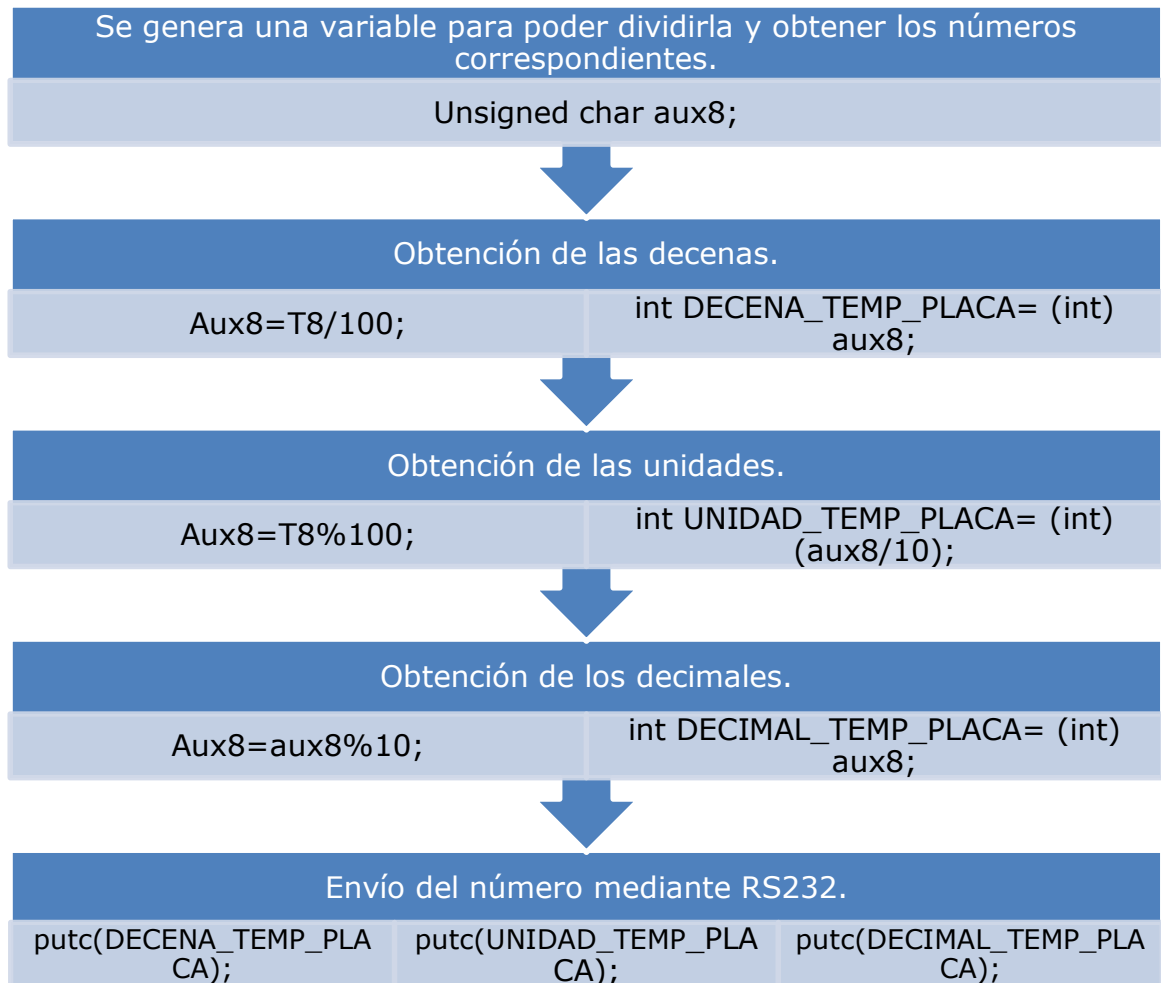 Se genera una variable para poder dividirla y obtener los números
correspondientes.
Unsigned char aux8;
Obtención de las decenas.
Aux8=T8/100;
int DECENA_TEMP_PLACA= (int)
aux8;
Obtención de las unidades.
Aux8=T8%100;
int UNIDAD_TEMP_PLACA= (int)
(aux8/10);
Obtención de los decimales.
Aux8=aux8%10;
int DECIMAL_TEMP_PLACA= (int)
aux8;
Envío del número mediante RS232.
putc(DECENA_TEMP_PLA
CA);
putc(UNIDAD_TEMP_PLA
CA);
putc(DECIMAL_TEMP_PLA
CA);